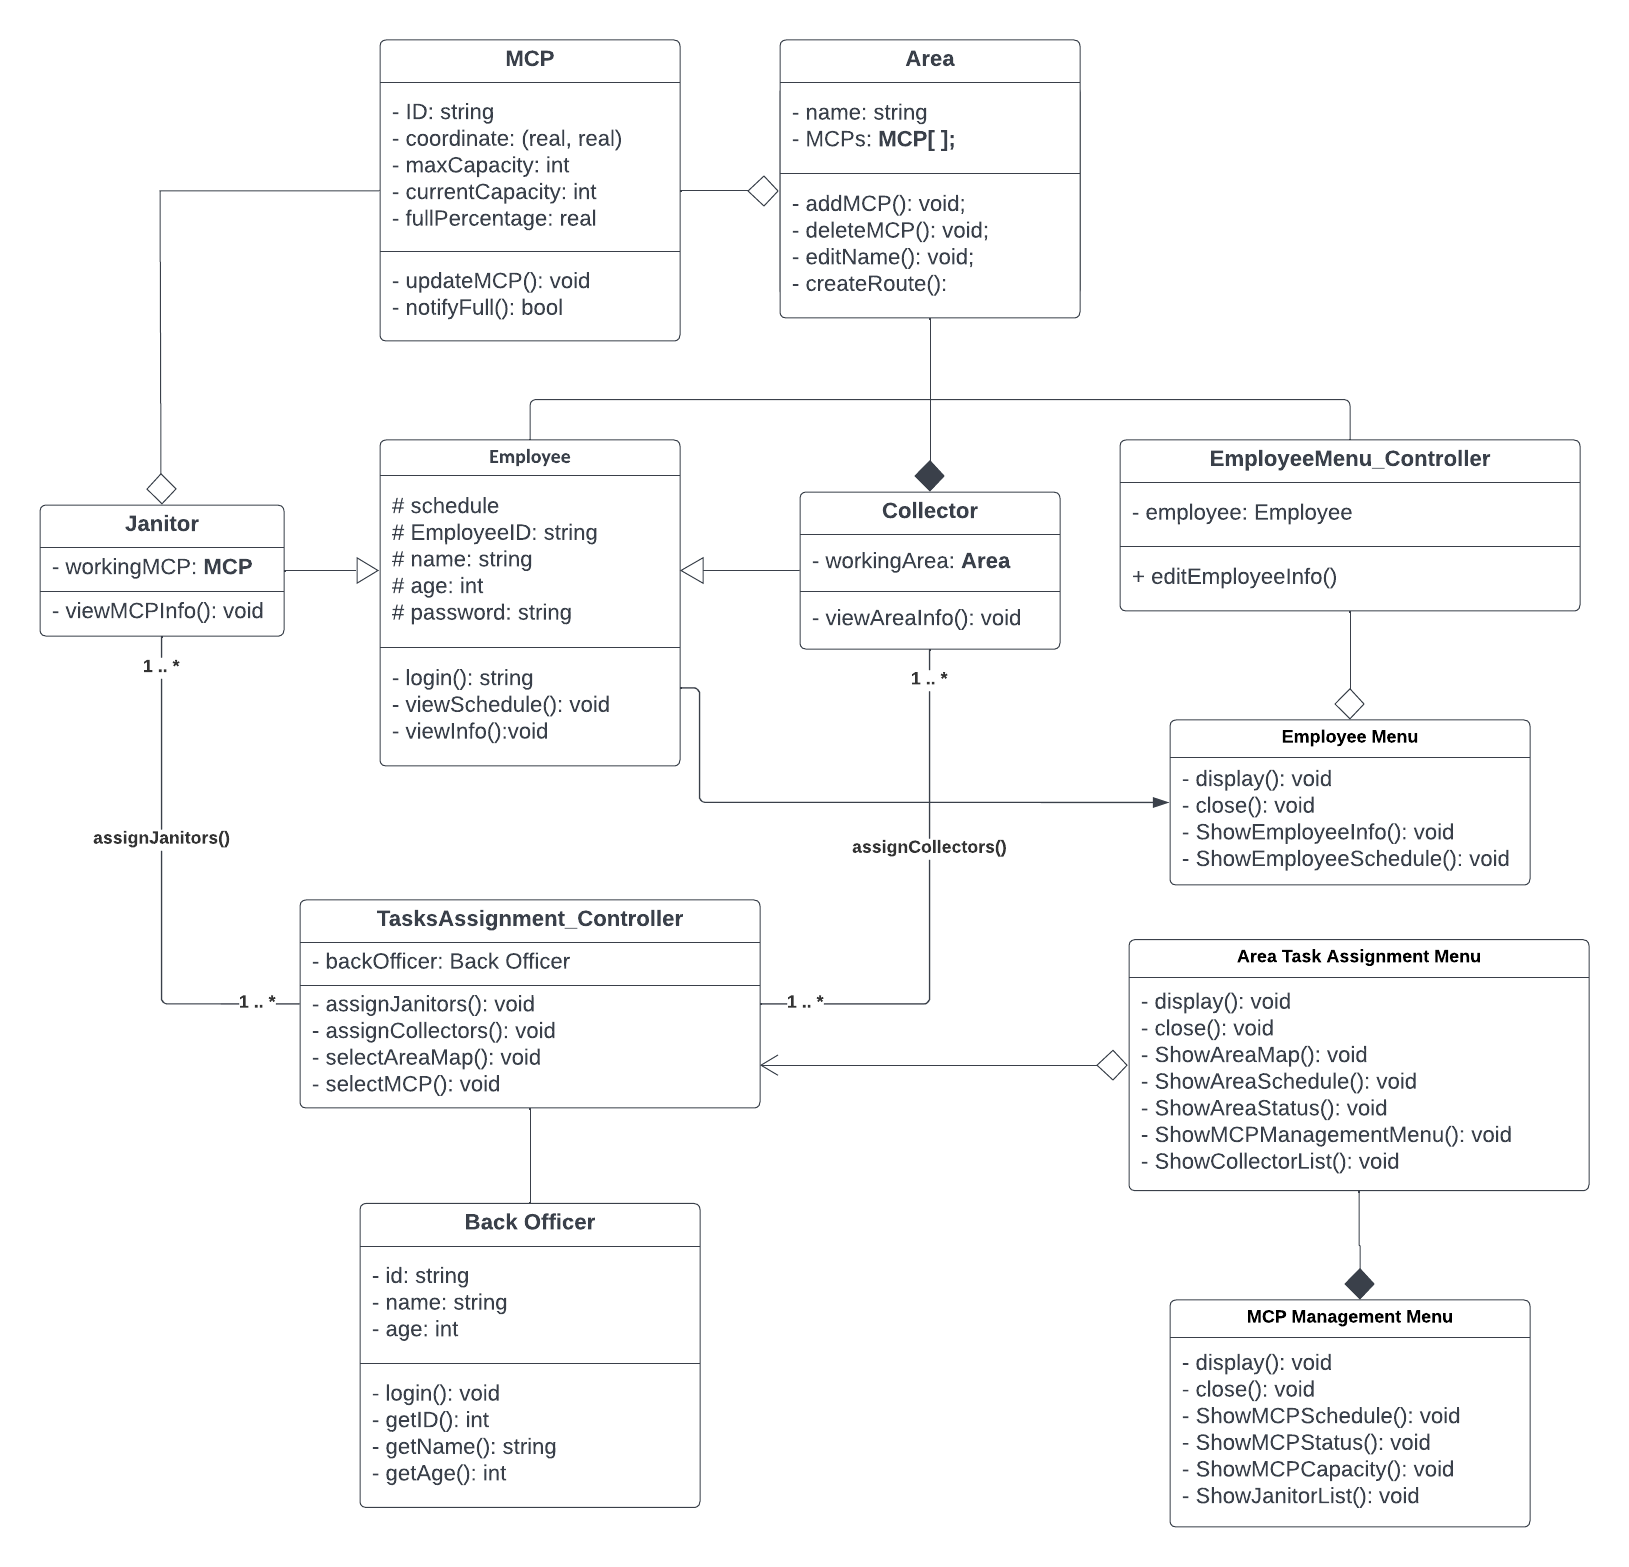 MCP
- ID: string
- coordinate: (real, real)
- maxCapacity: int
- currentCapacity: int
- fullPercentage: real
- updateMCP(): void
- notifyFull(): bool
Area
- name: string
- MCPs: MCP[ ];
- addMCP(): void;
- deleteMCP(): void;
- editName(): void;
- createRoute():
Janitor
- workingMCP: MCP
- viewMCPInfo(): void
Employee
# schedule
# EmployeeID: string
# name: string
# age: int
# password: string
- login(): string
- viewSchedule(): void
- viewInfo():void
Collector
- workingArea: Area
- viewAreaInfo(): void
EmployeeMenu_Controller
- employee: Employee
+ editEmployeeInfo()
1 .. *
1 .. *
Employee Menu
- display(): void
- close(): void
- ShowEmployeeInfo(): void
- ShowEmployeeSchedule(): void
assignJanitors()
assignCollectors()
TasksAssignment_Controller
- backOfficer: Back Officer
- assignJanitors(): void
- assignCollectors(): void
- selectAreaMap(): void
- selectMCP(): void
1 .. *
1 .. *
Area Task Assignment Menu
- display(): void
- close(): void
- ShowAreaMap(): void
- ShowAreaSchedule(): void
- ShowAreaStatus(): void
- ShowMCPManagementMenu(): void
- ShowCollectorList(): void
Back Officer
- id: string
- name: string
- age: int
- login(): void
- getID(): int
- getName(): string
- getAge(): int
MCP Management Menu
- display(): void
- close(): void
- ShowMCPSchedule(): void
- ShowMCPStatus(): void
- ShowMCPCapacity(): void
- ShowJanitorList(): void